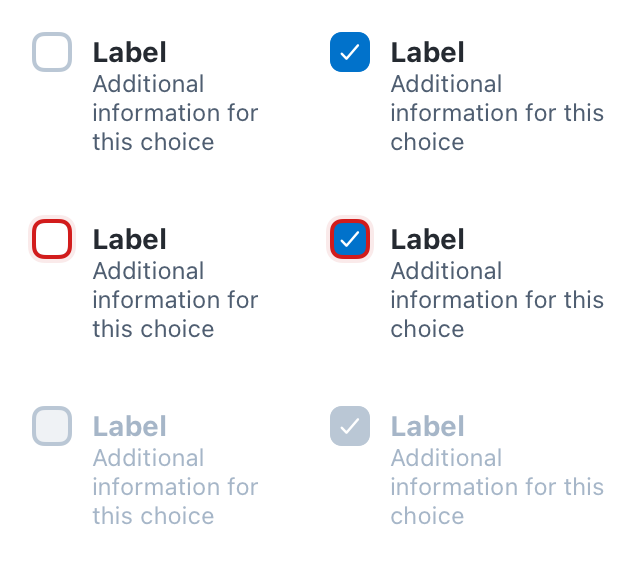 Label
Additional
information for
this choice
Label
Additional
information for this
choice
Label
Additional
information for
this choice
Label
Additional
information for this
choice
Label
Additional
information for
this choice
Label
Additional
information for this
choice